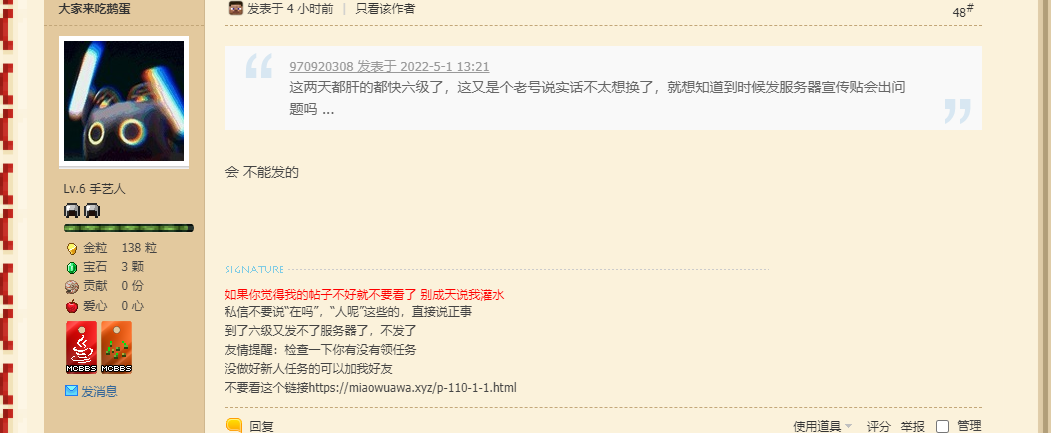 大家来吃鹅蛋
发表于 4 小时前 | 只看该作者
48#
970920308 发表于 2022-5-1 13:21
这两天都肝的都快六级了，这又是个老号说实话不太想换了，就想知道到时候发服务器宣传贴会出问
题吗 ...
会 不能发的
Lv.6 手艺人
金粒 138 粒
宝石 3 颗
贡献 0 份
爱心 0 心
MCBBS MCBBS
发消息
SIGNATURE
如果你觉得我的帖子不好就不要看了 别成天说我灌水
私信不要说“在吗”，“人呢”这些的，直接说正事
到了六级又发不了服务器了，不发了
友情提醒：检查一下你有没有领任务
没做好新人任务的可以加我好友
不要看这个链接https://miaowuawa.xyz/p-110-1-1.html
回复
使用道具 评分 举报 管理